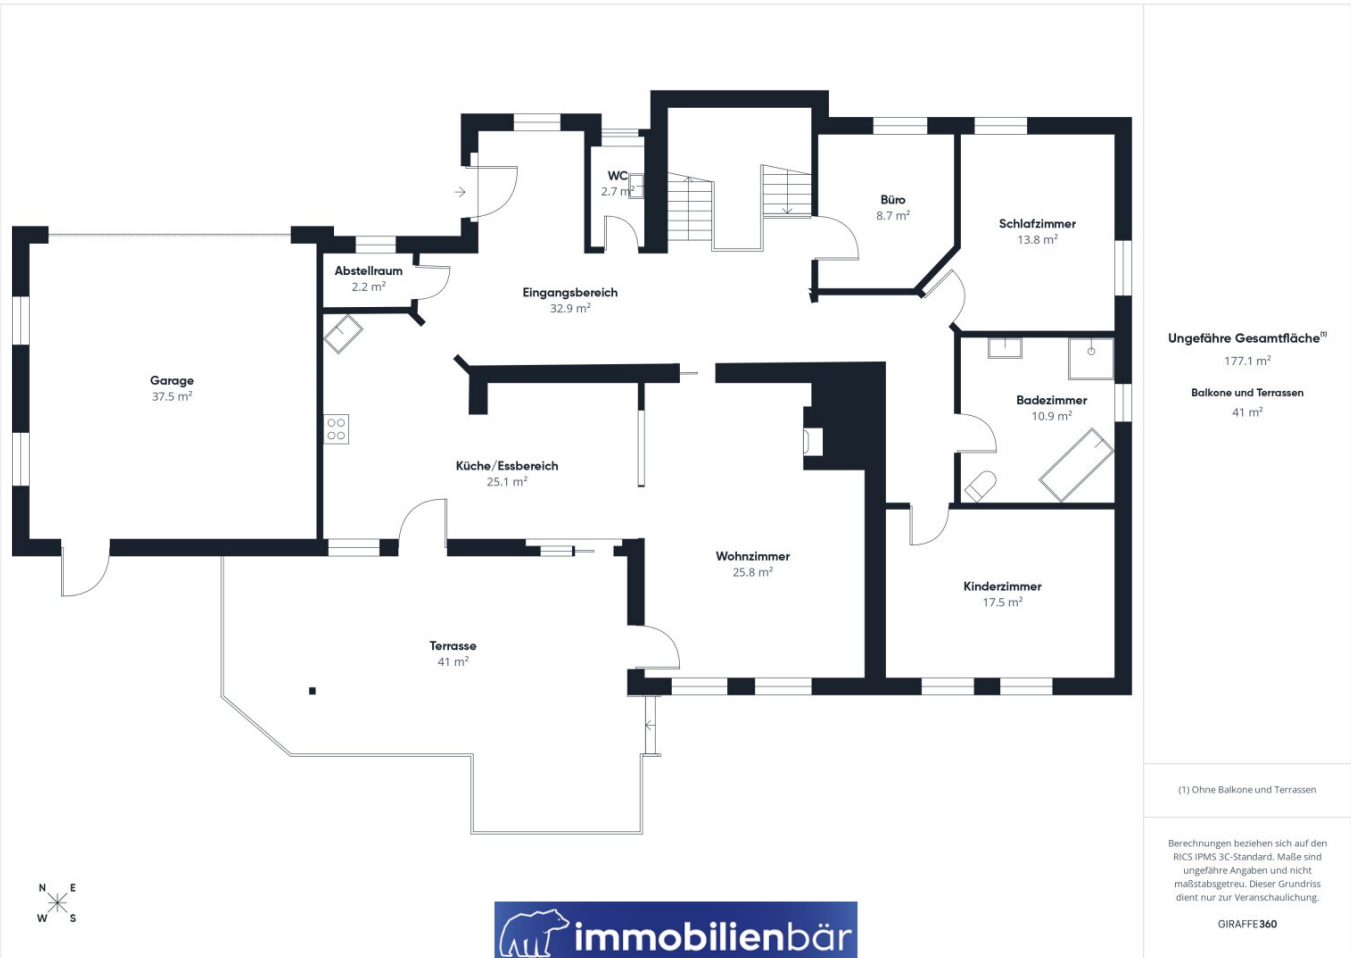 WC
2.7 m²
Büro
8.7 m²
Schlafzimmer
13.8 m²
Abstellraum
2.2 m²
Eingangsbereich
32.9 m²
Garage
37.5 m²
Badezimmer
10.9 m²
Küche/Essbereich
25.1 m²
Wohnzimmer
25.8 m²
Kinderzimmer
17.5 m²
Terrasse
41 m²
N E
W S
immobilienbär
Ungefähre Gesamtfläche⁽¹⁾
177.1 m²
Balkone und Terrassen
41 m²
(1) Ohne Balkone und Terrassen
Berechnungen beziehen sich auf den
RICS IPMS 3C-Standard. Maße sind
ungefähre Angaben und nicht
maßstabsgetreu. Dieser Grundriss
dient nur zur Veranschaulichung.
GIRAFFE360